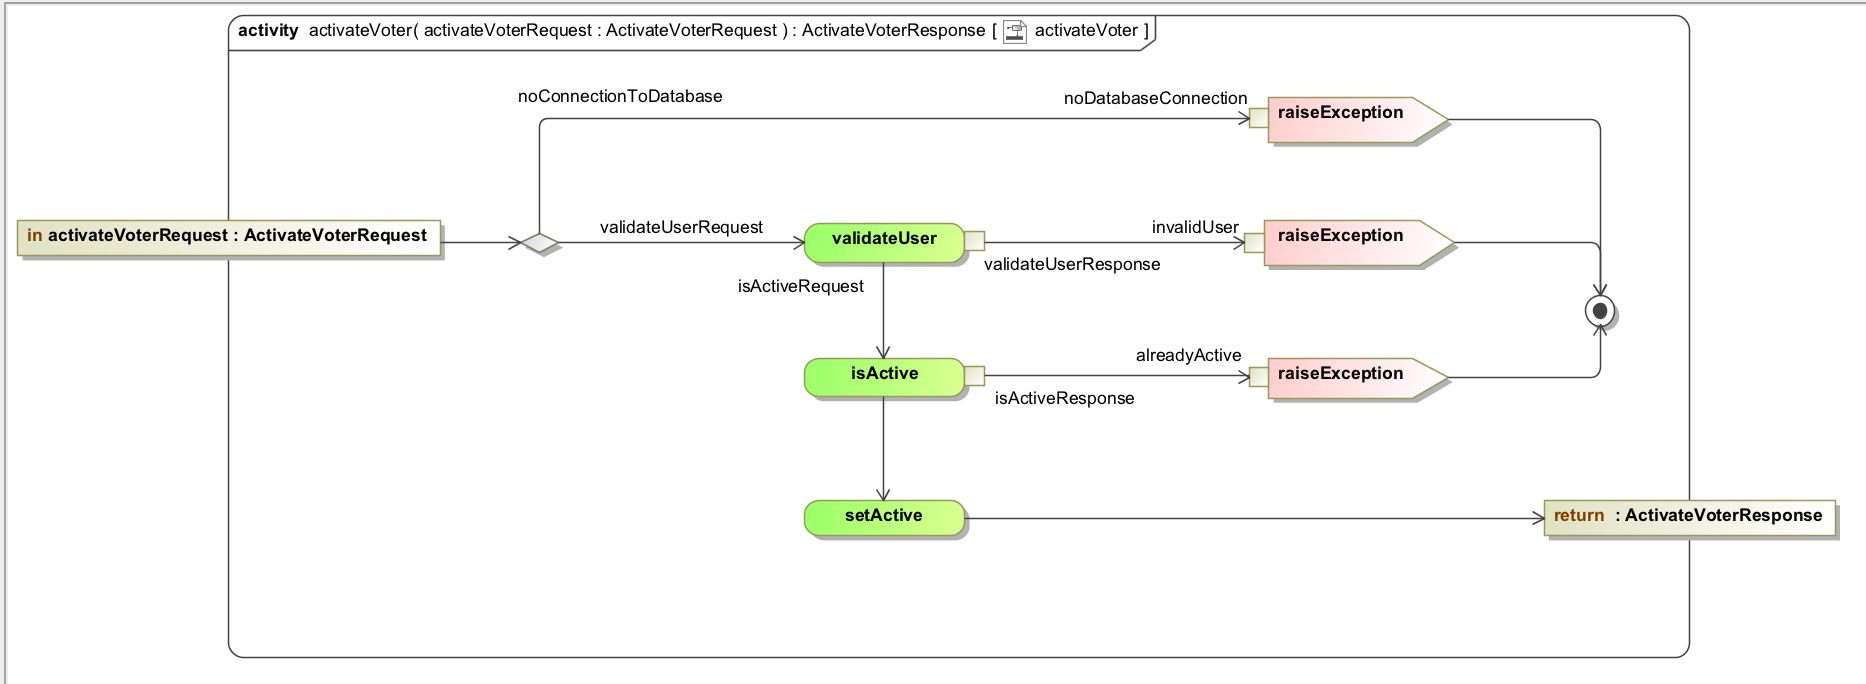 activity activateVoter( activateVoterRequest : ActivateVoterRequest ) : ActivateVoterResponse [ activateVoter ]
noConnectionToDatabase
noDatabaseConnection
raiseException
in activateVoterRequest : ActivateVoterRequest
validateUserRequest
validateUser
invalidUser
raiseException
validateUserResponse
isActiveRequest
isActive
alreadyActive
raiseException
isActiveResponse
setActive
return : ActivateVoterResponse